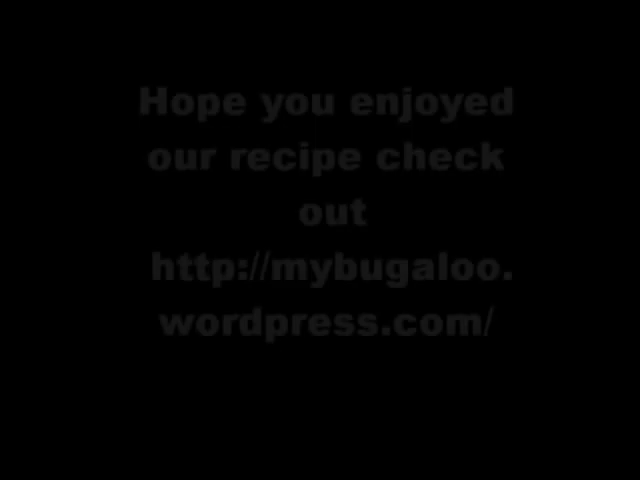 Hope you enjoyed
our recipe check
out
http://mybugaloo.
wordpress.com/